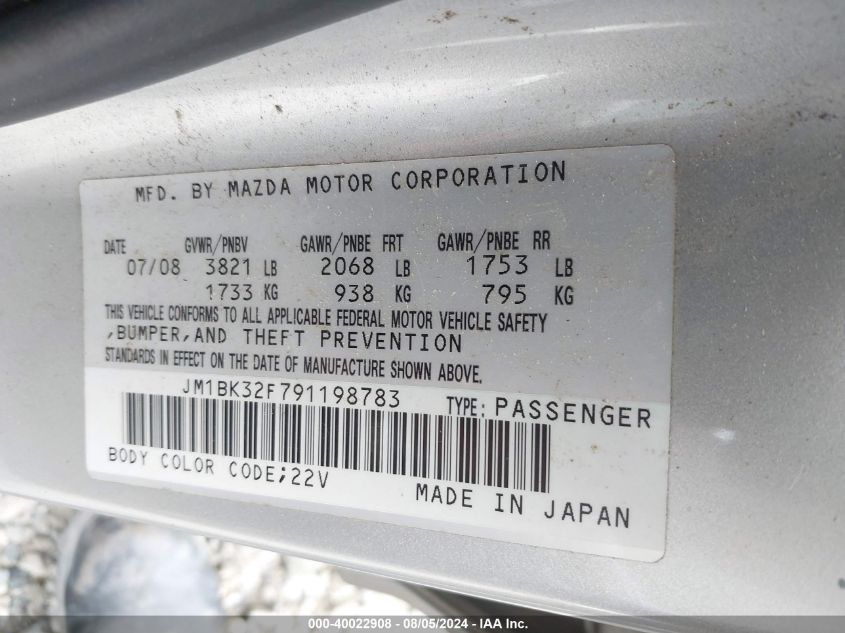 MFD. BY MAZDA MOTOR CORPORATION
DATE GVWR/PNBV GAWR/PNBE FRT GAWR/PNBE RR
07/08 3821 LB 2068 LB 1753 LB
1733 KG 938 KG 795 KG
THIS VEHICLE CONFORMS TO ALL APPLICABLE FEDERAL MOTOR VEHICLE SAFETY
,BUMPER,AND THEFT PREVENTION
STANDARDS IN EFFECT ON THE DATE OF MANUFACTURE SHOWN ABOVE.
JM1BK32F791198783 TYPE: PASSENGER
BODY COLOR CODE;22V MADE IN JAPAN
000-40022908 - 08/05/2024 - IAA Inc.